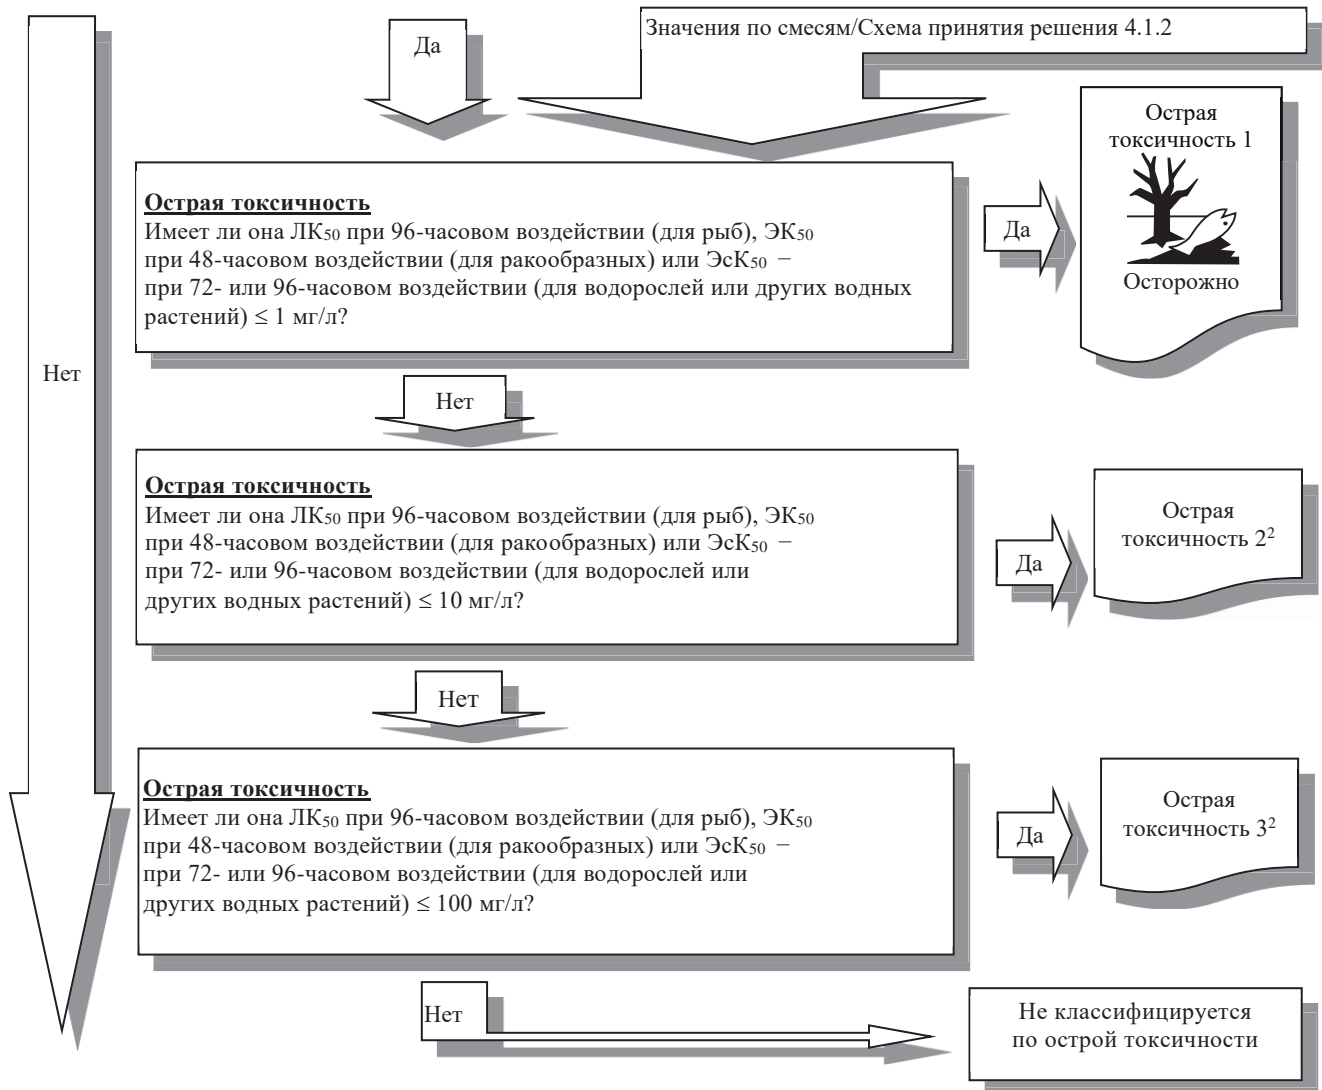 Да
Значения по смесям/Схема принятия решения 4.1.2
Острая
токсичность 1
Осторожно
Острая токсичность
Имеет ли она ЛК50 при 96-часовом воздействии (для рыб), ЭК50
при 48-часовом воздействии (для ракообразных) или ЭсК50 −
при 72- или 96-часовом воздействии (для водорослей или других водных
растений) ≤ 1 мг/л?
Да
Нет
Нет
Острая токсичность
Имеет ли она ЛК50 при 96-часовом воздействии (для рыб), ЭК50
при 48-часовом воздействии (для ракообразных) или ЭсК50 −
при 72- или 96-часовом воздействии (для водорослей или
других водных растений) ≤ 10 мг/л?
Да
Острая
токсичность 2²
Нет
Острая токсичность
Имеет ли она ЛК50 при 96-часовом воздействии (для рыб), ЭК50
при 48-часовом воздействии (для ракообразных) или ЭсК50 −
при 72- или 96-часовом воздействии (для водорослей или
других водных растений) ≤ 100 мг/л?
Да
Острая
токсичность 3²
Нет
Не классифицируется
по острой токсичности